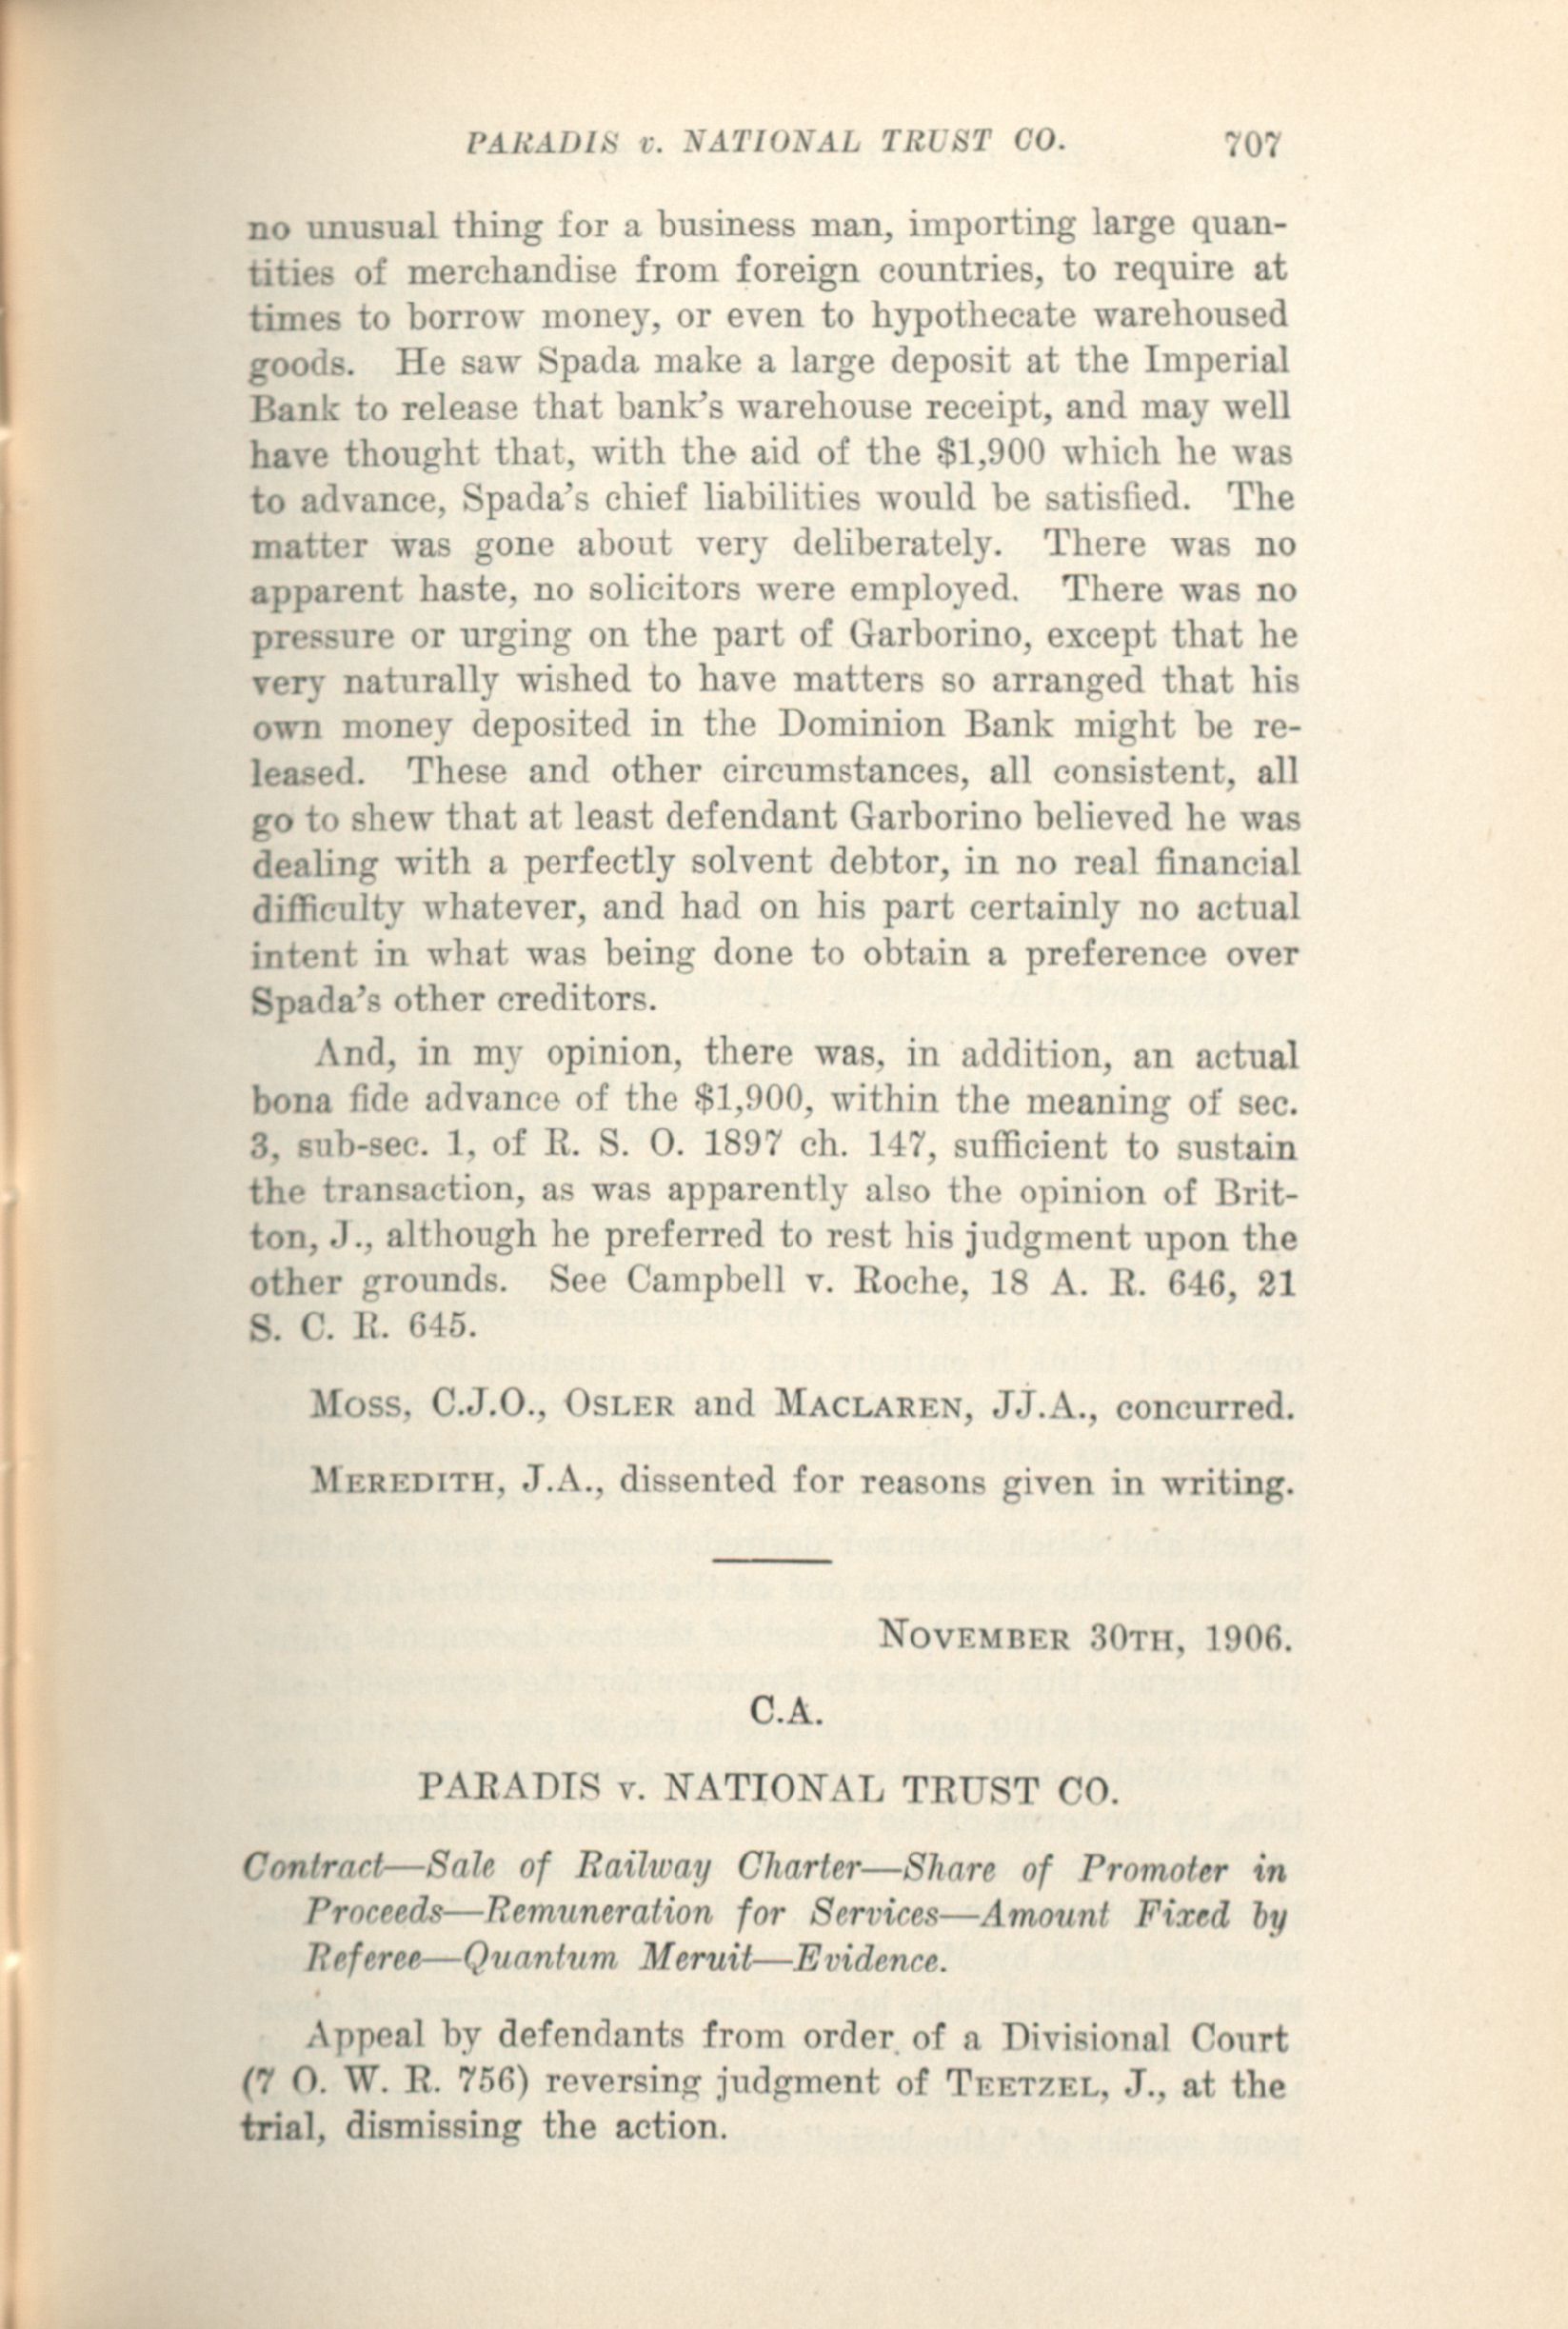 PARADIS v. NATIONAL TRUST CO. 707
no unusual thing for a business man, importing large quan-
tities of merchandise from foreign countries, to require at
times to borrow money, or even to hypothecate warehoused
goods. He saw Spada make a large deposit at the Imperial
Bank to release that bank's warehouse receipt, and may well
have thought that, with the aid of the $1,900 which he was
to advance, Spada's chief liabilities would be satisfied. The
matter was gone about very deliberately. There was no
apparent haste, no solicitors were employed. There was no
pressure or urging on the part of Garborino, except that he
very naturally wished to have matters so arranged that his
own money deposited in the Dominion Bank might be re-
leased. These and other circumstances, all consistent, all
go to shew that at least defendant Garborino believed he was
dealing with a perfectly solvent debtor, in no real financial
difficulty whatever, and had on his part certainly no actual
intent in what was being done to obtain a preference over
Spada's other creditors.
And, in my opinion, there was, in addition, an actual
bona fide advance of the $1,900, within the meaning of sec.
3, sub-sec. 1, of R. S. O. 1897 ch. 147, sufficient to sustain
the transaction, as was apparently also the opinion of Brit-
ton, J., although he preferred to rest his judgment upon the
other grounds. See Campbell v. Roche, 18 A. R. 646, 21
S. C. R. 645.
MOSS, C.J.O., OSLER and MACLAREN, JJ.A., concurred.
MEREDITH, J.A., dissented for reasons given in writing.
NOVEMBER 30TH, 1906.
C.A.
PARADIS v. NATIONAL TRUST CO.
Contract—Sale of Railway Charter—Share of Promoter in
Proceeds—Remuneration for Services—Amount Fixed by
Referee—Quantum Meruit—Evidence.
Appeal by defendants from order of a Divisional Court
(7 O. W. R. 756) reversing judgment of TEETZEL, J., at the
trial, dismissing the action.